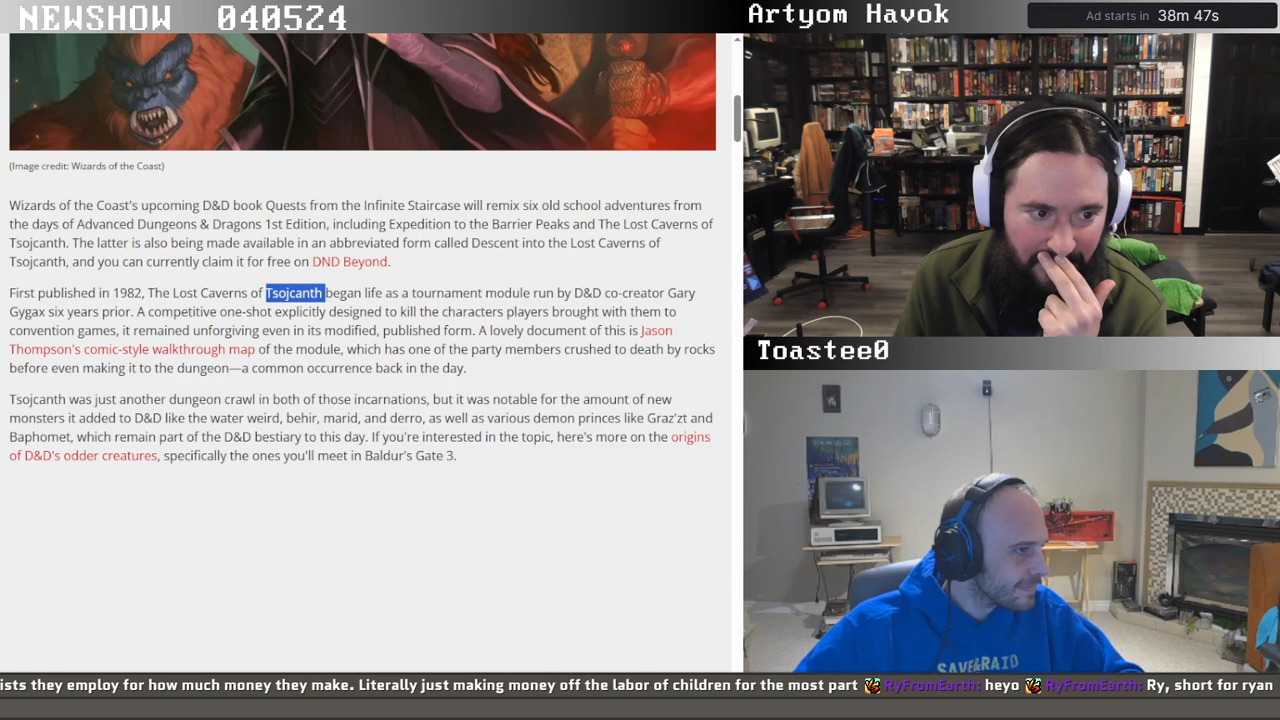 NEWSHOW 040524
Artyom Havok
Ad starts in 38m 47s
(Image credit: Wizards of the Coast)
Wizards of the Coast's upcoming D&D book Quests from the Infinite Staircase will remix six old school adventures from
the days of Advanced Dungeons & Dragons 1st Edition, including Expedition to the Barrier Peaks and The Lost Caverns of
Tsojcanth. The latter is also being made available in an abbreviated form called Descent into the Lost Caverns of
Tsojcanth, and you can currently claim it for free on DND Beyond.
First published in 1982, The Lost Caverns of Tsojcanth began life as a tournament module run by D&D co-creator Gary
Gygax six years prior. A competitive one-shot explicitly designed to kill the characters players brought with them to
convention games, it remained unforgiving even in its modified, published form. A lovely document of this is Jason
Thompson's comic-style walkthrough map of the module, which has one of the party members crushed to death by rocks
before even making it to the dungeon—a common occurrence back in the day.
Tsojcanth was just another dungeon crawl in both of those incarnations, but it was notable for the amount of new
monsters it added to D&D like the water weird, behir, marid, and derro, as well as various demon princes like Graz'zt and
Baphomet, which remain part of the D&D bestiary to this day. If you're interested in the topic, here's more on the origins
of D&D's odder creatures, specifically the ones you'll meet in Baldur's Gate 3.
Toastee0
SAVE&RAID
ists they employ for how much money they make. Literally just making money off the labor of children for the most part RyFromEarth: heyo RyFromEarth: Ry, short for ryan